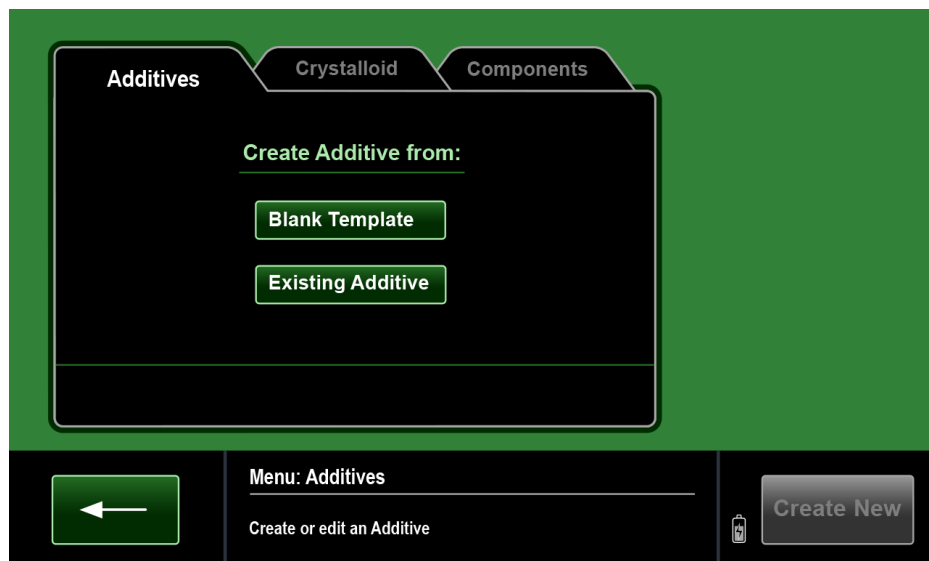 Additives
Crystalloid
Components
Create Additive from:
Blank Template
Existing Additive
Menu: Additives
Create or edit an Additive
Create New